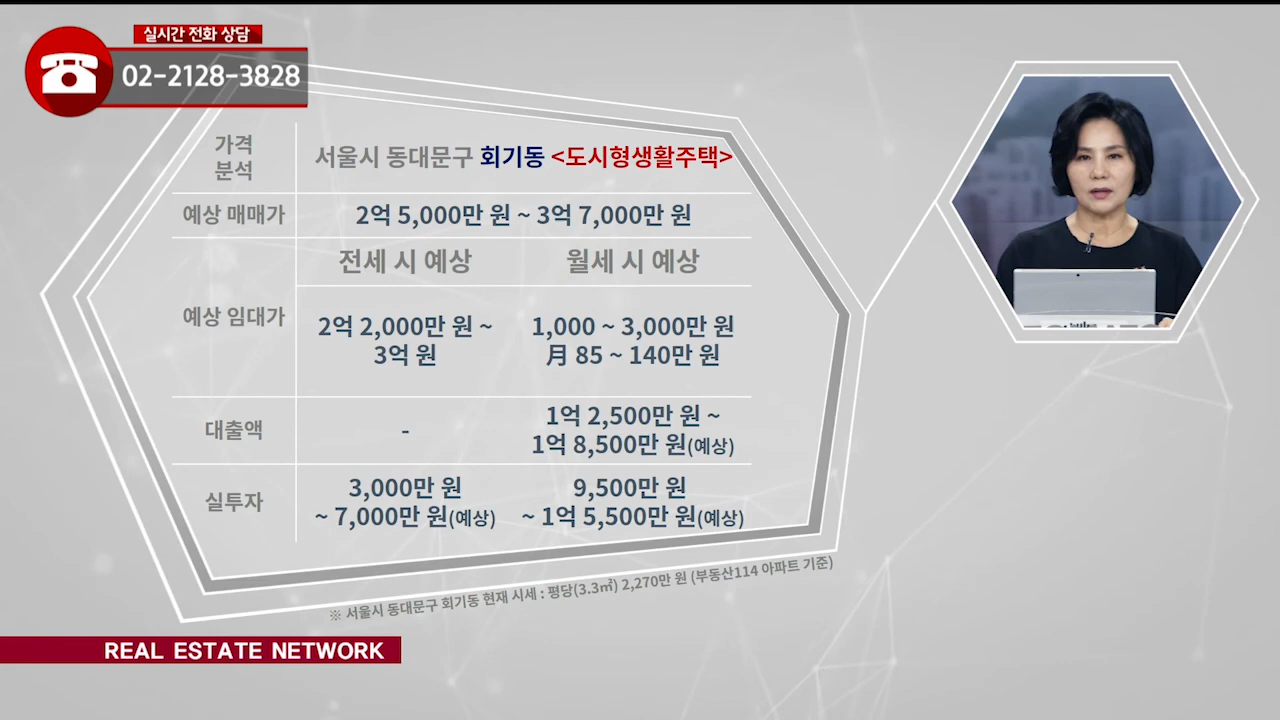 실시간 전화 상담
02-2128-3828
가격
분석
서울시 동대문구 회기동 <도시형생활주택>
예상 매매가
2억 5,000만 원 ~ 3억 7,000만 원
전세 시 예상
월세 시 예상
예상 임대가
2억 2,000만 원 ~
3억 원
1,000 ~ 3,000만 원
月 85 ~ 140만 원
대출액
-
1억 2,500만 원 ~
1억 8,500만 원(예상)
실투자
3,000만 원
~ 7,000만 원(예상)
9,500만 원
~ 1억 5,500만 원(예상)
※ 서울시 동대문구 회기동 현재 시세 : 평당(3.3㎡) 2,270만 원 (부동산114 아파트 기준)
REAL ESTATE NETWORK